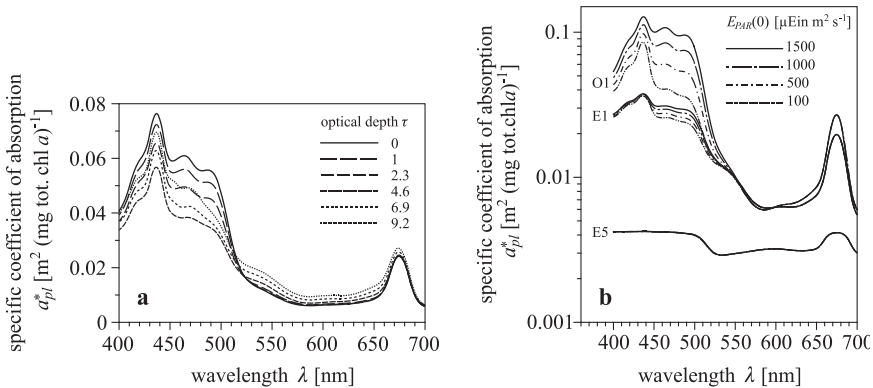 specific coefficient of absorption
a*pl [m² (mg tot. chl a)⁻¹]
0.08
0.06
0.04
0.02
0
optical depth τ
0
1
2.3
4.6
6.9
9.2
a
400 450 500 550 600 650 700
wavelength λ [nm]
specific coefficient of absorption
a*pl [m² (mg tot.chla)⁻¹]
0.1
0.01
0.001
EPAR(0) [µEin m² s⁻¹]
1500
1000
500
100
O1
E1
E5
b
400 450 500 550 600 650 700
wavelength λ [nm]